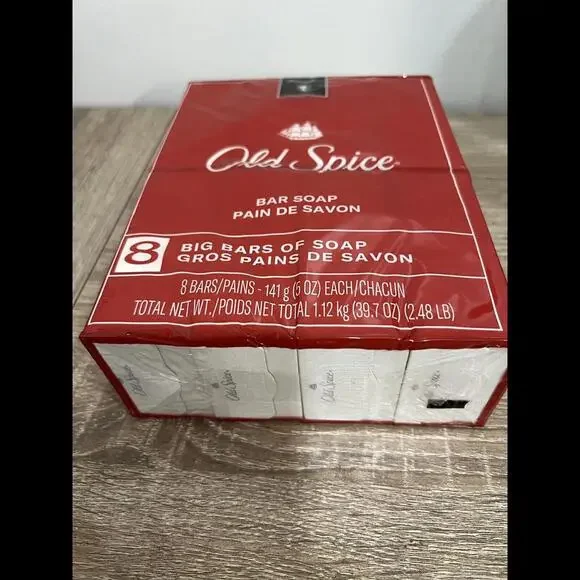 Old Spice
BAR SOAP
PAIN DE SAVON
8
BIG BARS OF SOAP
GROS PAINS DE SAVON
8 BARS/PAINS - 141 g (5 OZ) EACH/CHACUN
TOTAL NET WT./POIDS NET TOTAL 1.12 kg (39.7 OZ) (2.48 LB)
Old Spice
Old Spice
Old Spice